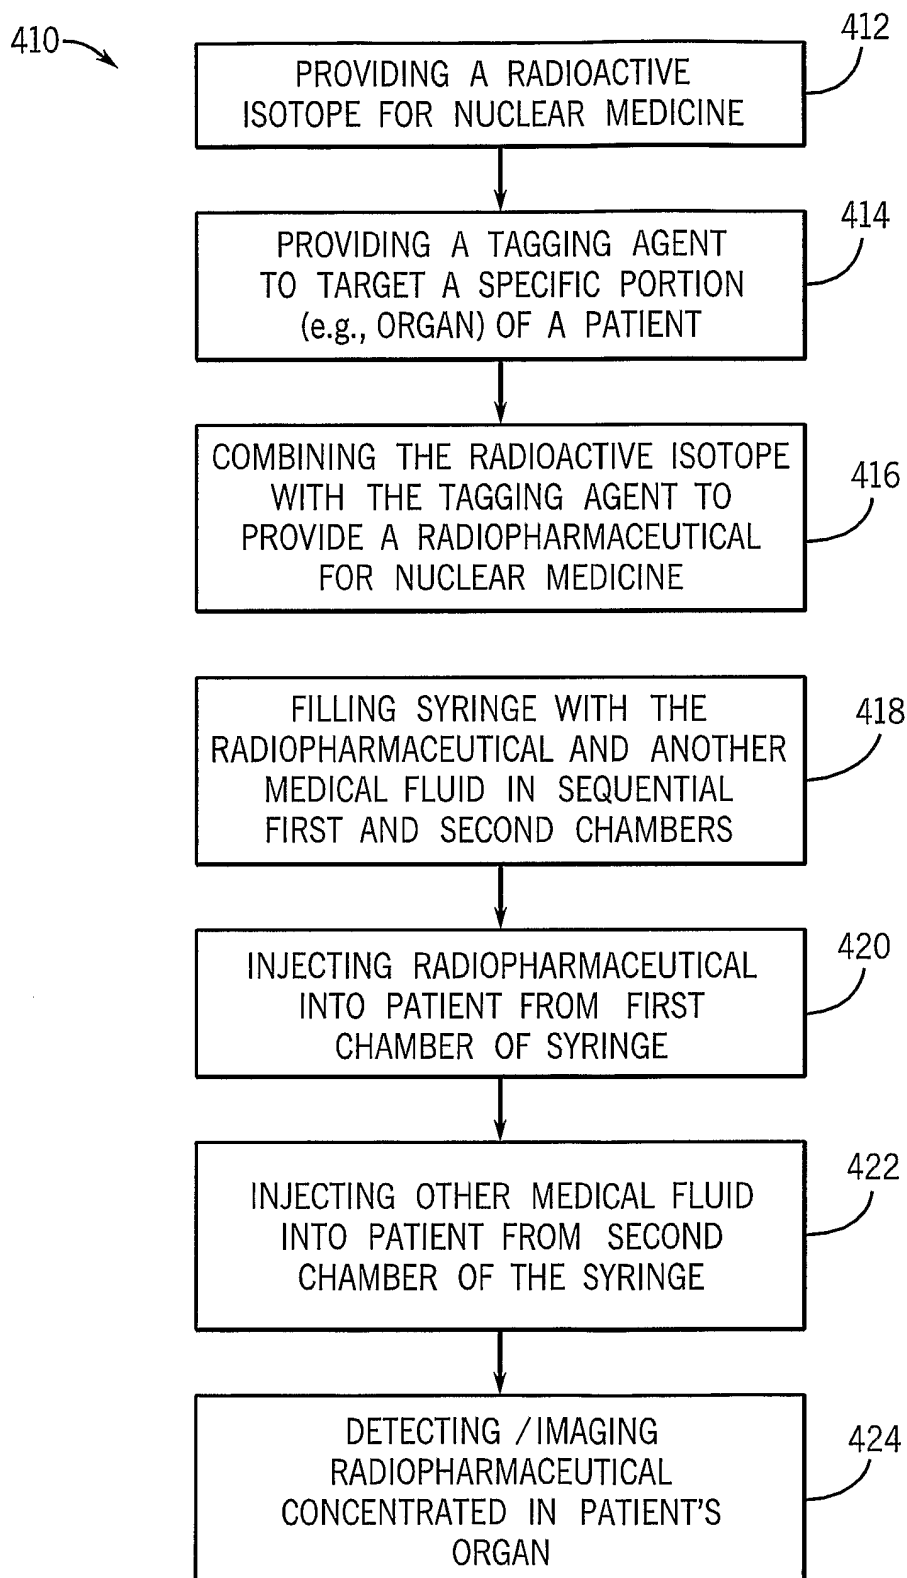 410
412
PROVIDING A RADIOACTIVE
ISOTOPE FOR NUCLEAR MEDICINE
414
PROVIDING A TAGGING AGENT
TO TARGET A SPECIFIC PORTION
(e.g., ORGAN) OF A PATIENT
COMBINING THE RADIOACTIVE ISOTOPE
WITH THE TAGGING AGENT TO
PROVIDE A RADIOPHARMACEUTICAL
FOR NUCLEAR MEDICINE
416
FILLING SYRINGE WITH THE
RADIOPHARMACEUTICAL AND ANOTHER
MEDICAL FLUID IN SEQUENTIAL
FIRST AND SECOND CHAMBERS
418
INJECTING RADIOPHARMACEUTICAL
INTO PATIENT FROM FIRST
CHAMBER OF SYRINGE
420
INJECTING OTHER MEDICAL FLUID
INTO PATIENT FROM SECOND
CHAMBER OF THE SYRINGE
422
DETECTING /IMAGING
RADIOPHARMACEUTICAL
CONCENTRATED IN PATIENT'S
ORGAN
424